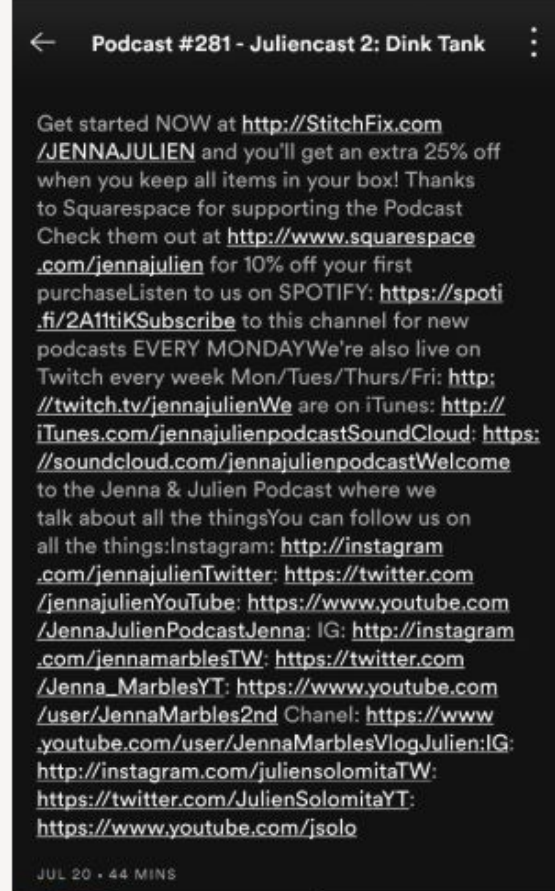 Podcast #281 - Juliencast 2: Dink Tank
Get started NOW at http://StitchFix.com
/JENNAJULIEN and you'll get an extra 25% off
when you keep all items in your box! Thanks
to Squarespace for supporting the Podcast
Check them out at http://www.squarespace
.com/jennajulien for 10% off your first
purchaseListen to us on SPOTIFY: https://spoti
.fi/2A11tiKSubscribe to this channel for new
podcasts EVERY MONDAYWe're also live on
Twitch every week Mon/Tues/Thurs/Fri: http:
//twitch.tv/jennajulienWe are on iTunes: http://
iTunes.com/jennajulienpodcastSoundCloud: https:
//soundcloud.com/jennajulienpodcastWelcome
to the Jenna & Julien Podcast where we
talk about all the thingsYou can follow us on
all the things:Instagram: http://instagram
.com/jennajulienTwitter: https://twitter.com
/jennajulienYouTube: https://www.youtube.com
/JennaJulienPodcastJenna: IG: http://instagram
.com/jennamarblesTW: https://twitter.com
/Jenna_MarblesYT: https://www.youtube.com
/user/JennaMarbles2nd Chanel: https://www
.youtube.com/user/JennaMarblesVlogJulien:IG:
http://instagram.com/juliensolomitaTW:
https://twitter.com/JulienSolomitaYT:
https://www.youtube.com/jsolo
JUL 20 • 44 MINS